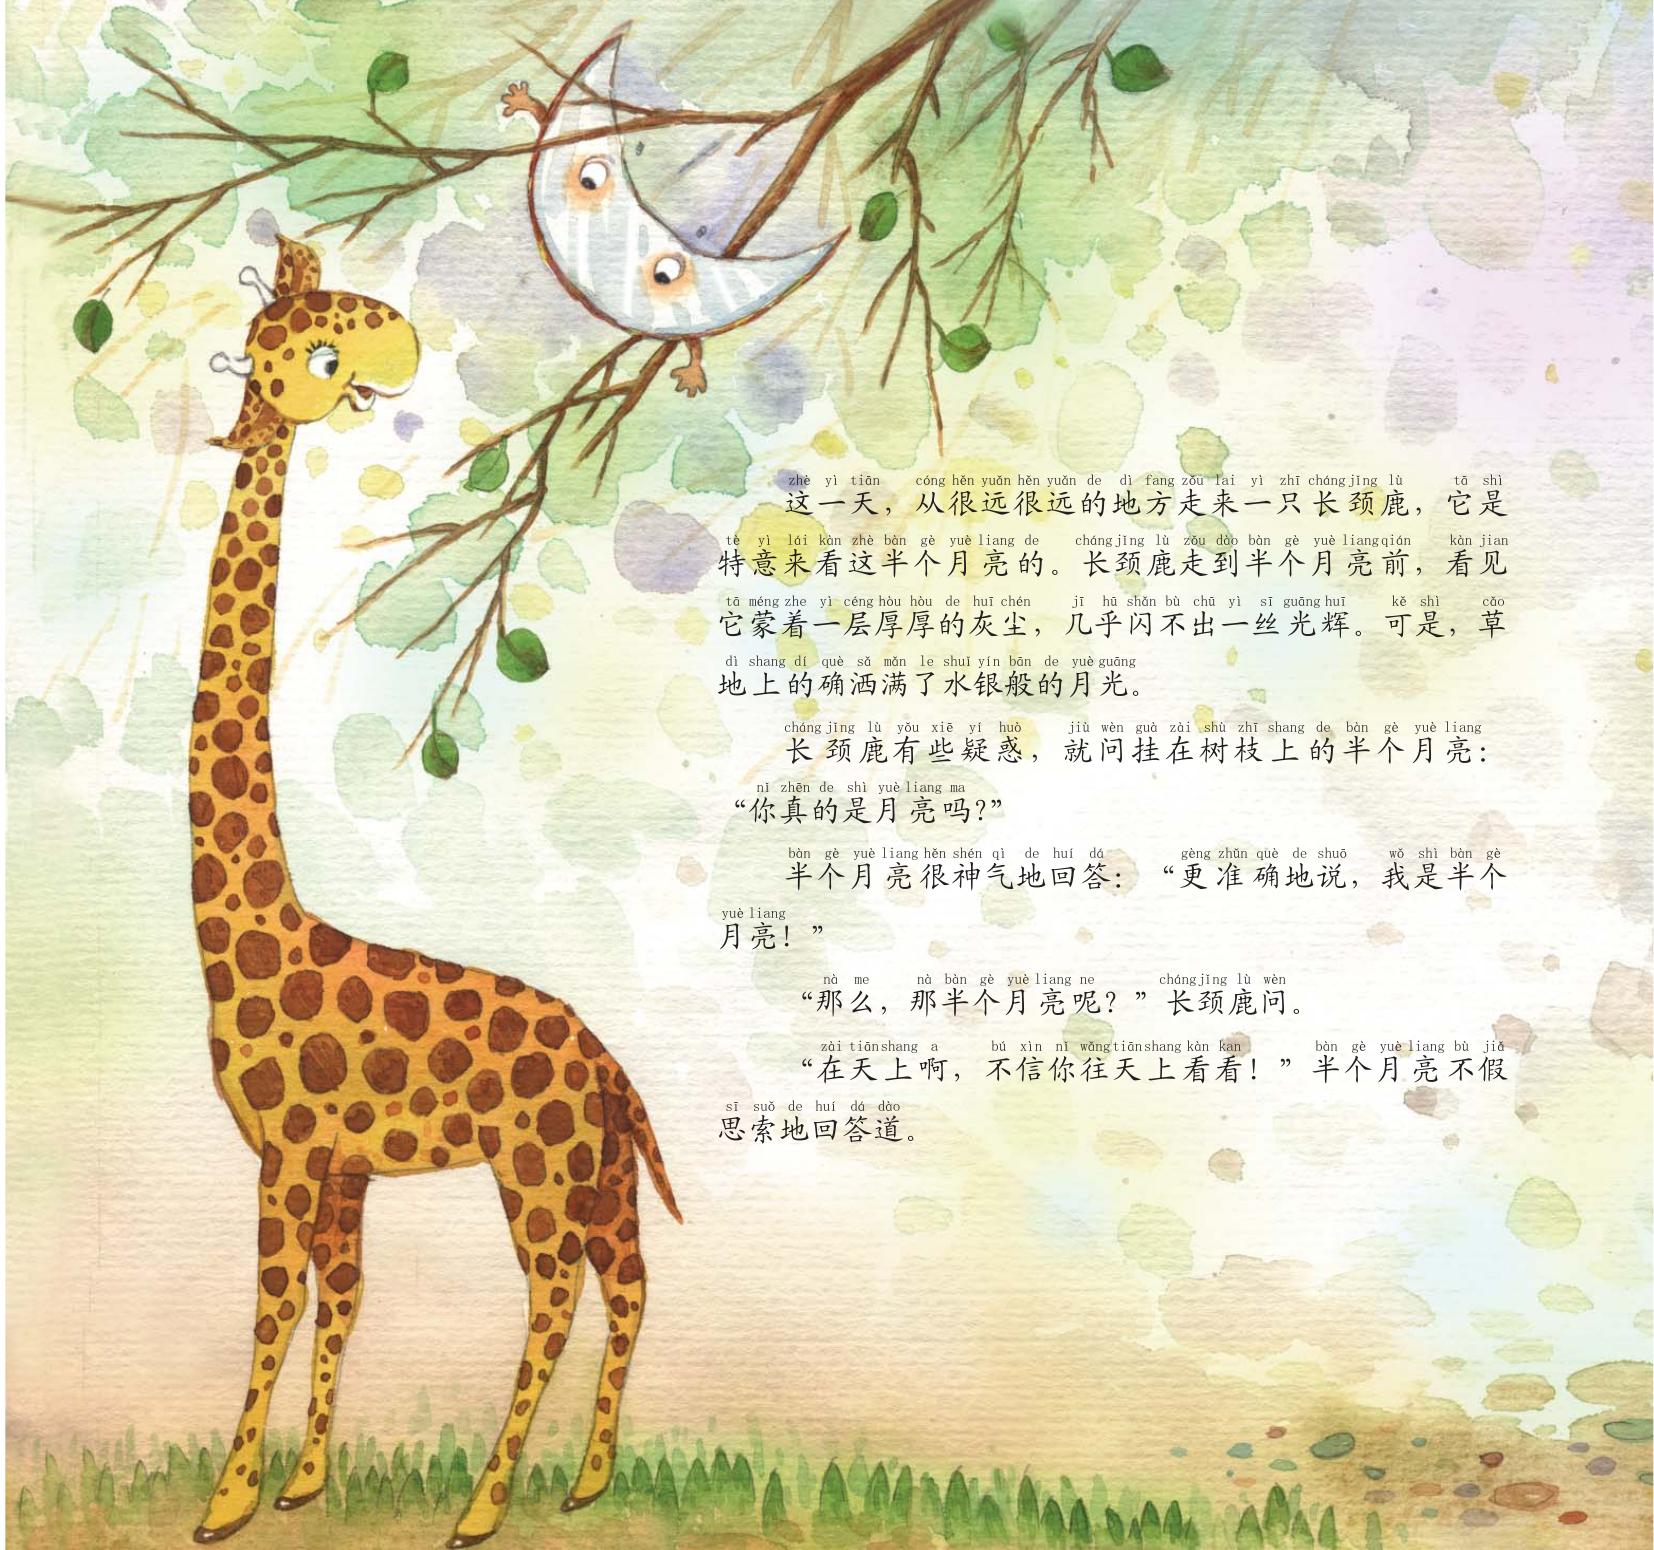 zhè yì tiān cóng hěn yuǎn hěn yuǎn de dì fang zǒu lai yì zhī cháng jǐng lù tā shì
这一天，从很远很远的地方走来一只长颈鹿，它是
tè yì lái kàn zhè bàn gè yuè liang de cháng jǐng lù zǒu dào bàn gè yuè liang qián kàn jian
特意来看这半个月亮的。长颈鹿走到半个月亮前，看见
tā méng zhe yì céng hòu hòu de huī chén jī hū shǎn bù chū yì sī guāng huī kě shì cǎo
它蒙着一层厚厚的灰尘，几乎闪不出一丝光辉。可是，草
dì shang dí què sǎ mǎn le shuǐ yín bān de yuè guāng
地上的确洒满了水银般的月光。
cháng jǐng lù yǒu xiē yí huò jiù wèn guà zài shù zhī shang de bàn gè yuè liang
长颈鹿有些疑惑，就问挂在树枝上的半个月亮：
nǐ zhēn de shì yuè liang ma
“你真的是月亮吗？”
bàn gè yuè liang hěn shén qì de huí dá gèng zhǔn què de shuō wǒ shì bàn gè
半个月亮很神气地回答：“更准确地说，我是半个
yuè liang
月亮！”
nà me nà bàn gè yuè liang ne cháng jǐng lù wèn
“那么，那半个月亮呢？”长颈鹿问。
zài tiān shang a bú xìn nǐ wǎng tiān shang kàn kan bàn gè yuè liang bù jiǎ
“在天上啊，不信你往天上看看！”半个月亮不假
sī suǒ de huí dá dào
思索地回答道。